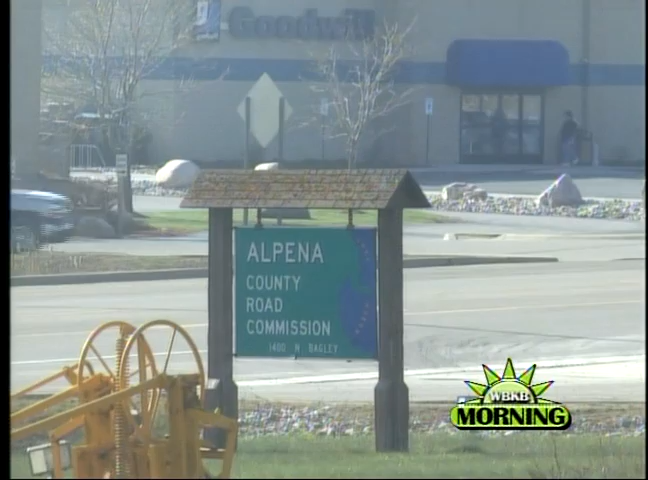 Goodwill
ALPENA
COUNTY
ROAD
COMMISSION
1400 N BAGLEY
WBKB
MORNING